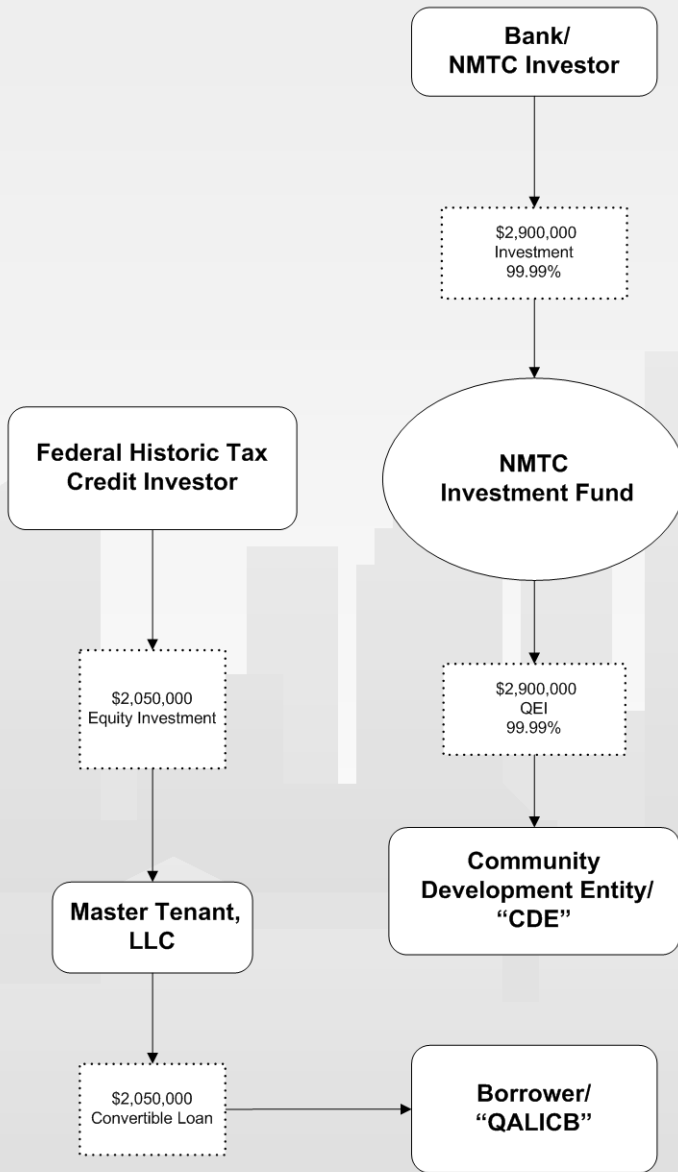 Bank/
NMTC Investor
$2,900,000
Investment
99.99%
Federal Historic Tax
Credit Investor
NMTC
Investment Fund
$2,050,000
Equity Investment
$2,900,000
QEI
99.99%
Master Tenant,
LLC
Community
Development Entity/
“CDE”
$2,050,000
Convertible Loan
Borrower/
“QALICB”